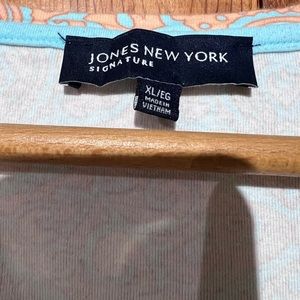 JONES NEW YORK
SIGNATURE
XL/EG
MADE IN
VIETNAM